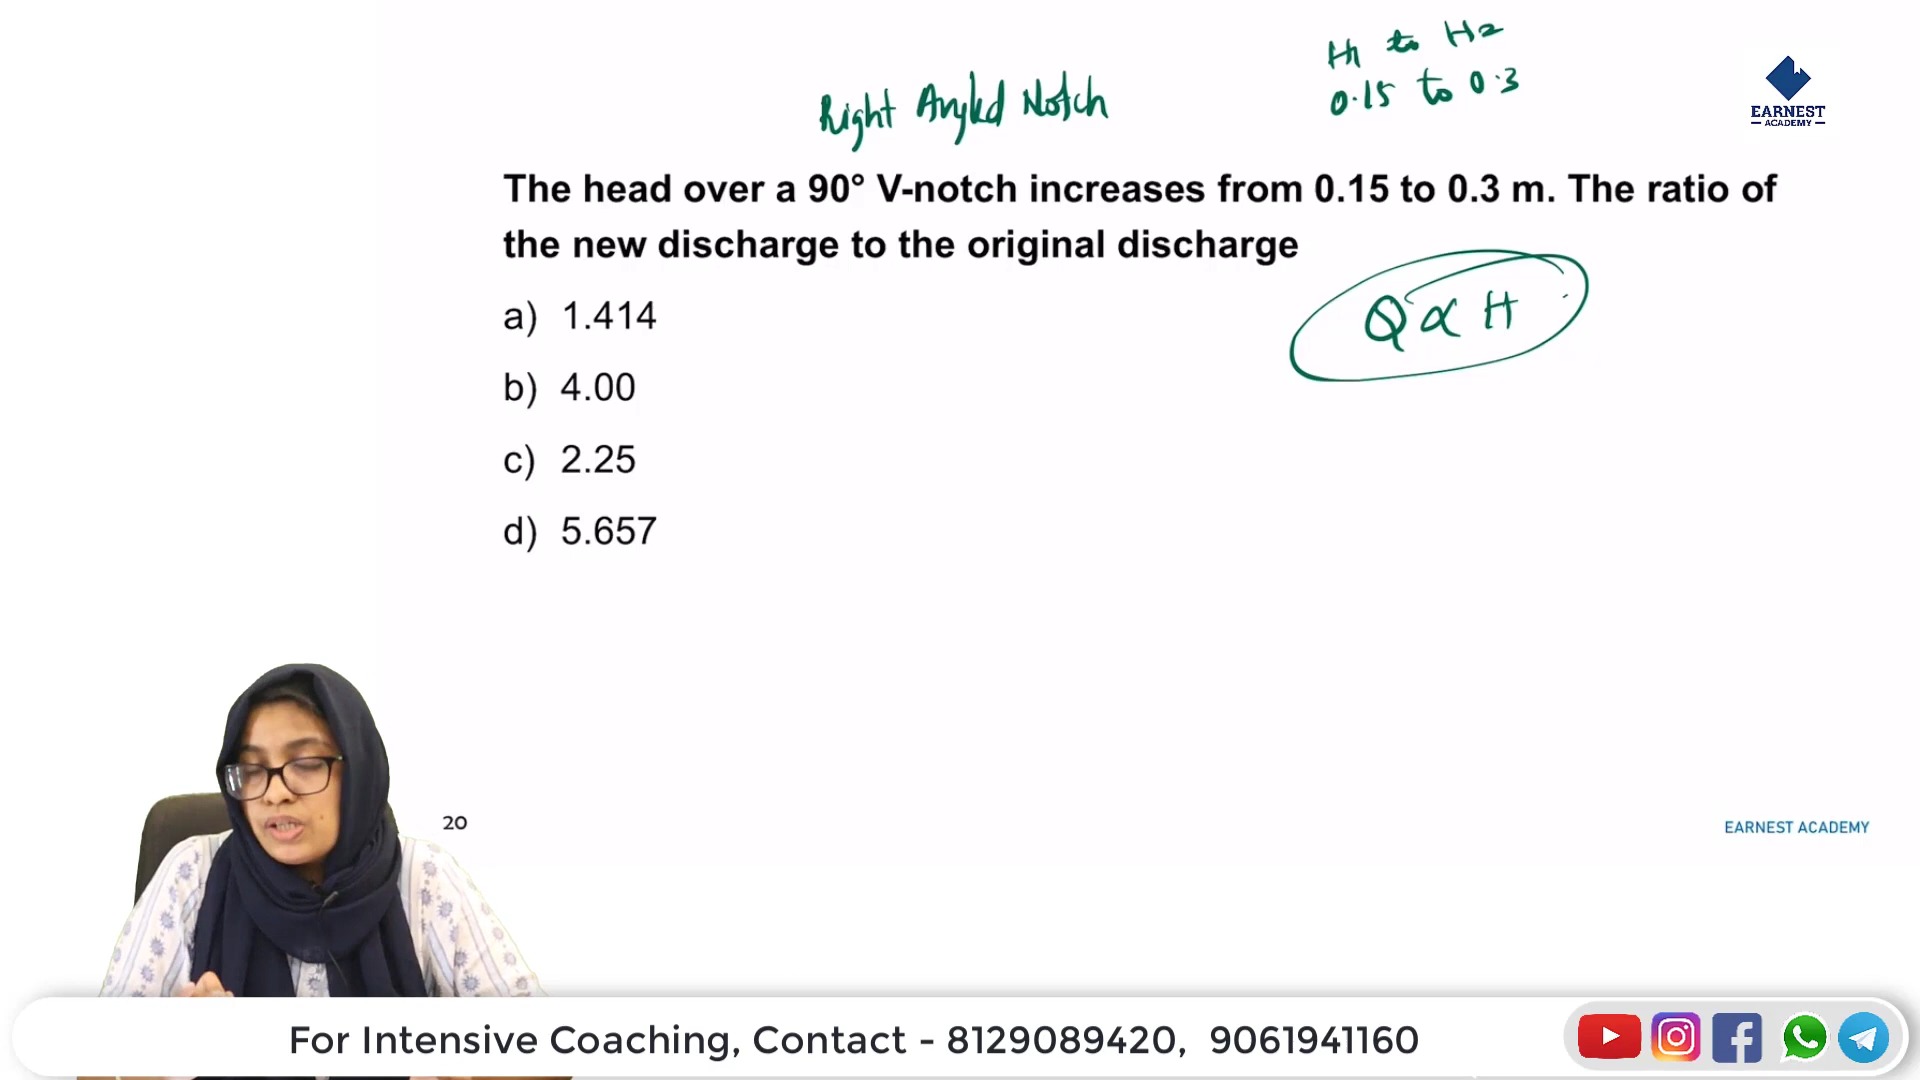 H1 to H2
0.15 to 0.3
Right Angled Notch
EARNEST
ACADEMY
The head over a 90° V-notch increases from 0.15 to 0.3 m. The ratio of
the new discharge to the original discharge
Q ∝ H
a) 1.414
b) 4.00
c) 2.25
d) 5.657
20
EARNEST ACADEMY
For Intensive Coaching, Contact - 8129089420, 9061941160